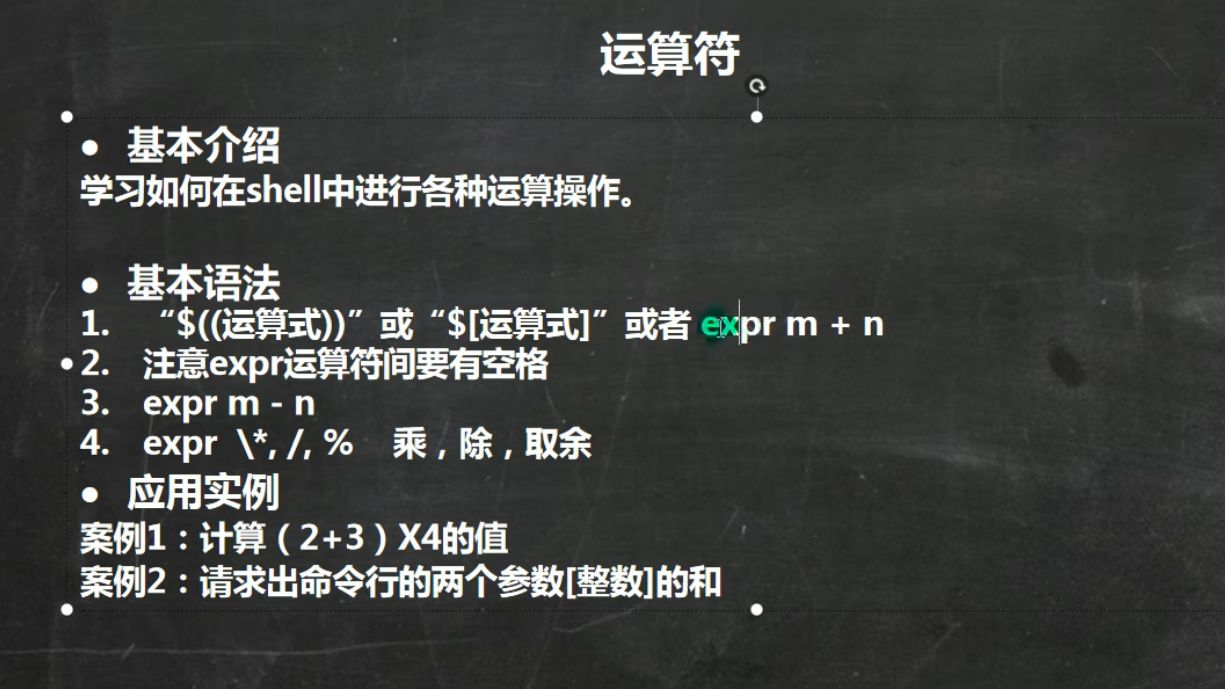 运算符
● 基本介绍
学习如何在shell中进行各种运算操作。
● 基本语法
1. “$((运算式))”或“$[运算式]”或者 expr m + n
2. 注意expr运算符间要有空格
3. expr m - n
4. expr \*, /, % 乘，除，取余
● 应用实例
案例1：计算（2+3）X4的值
案例2：请求出命令行的两个参数[整数]的和